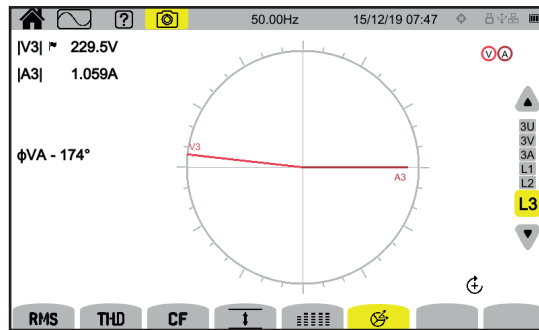 ? 50.00Hz 15/12/19 07:47
|V3| 229.5V
|A3| 1.059A
V A
V3
A3
ϕVA - 174°
3U
3V
3A
L1
L2
L3
RMS THD CF